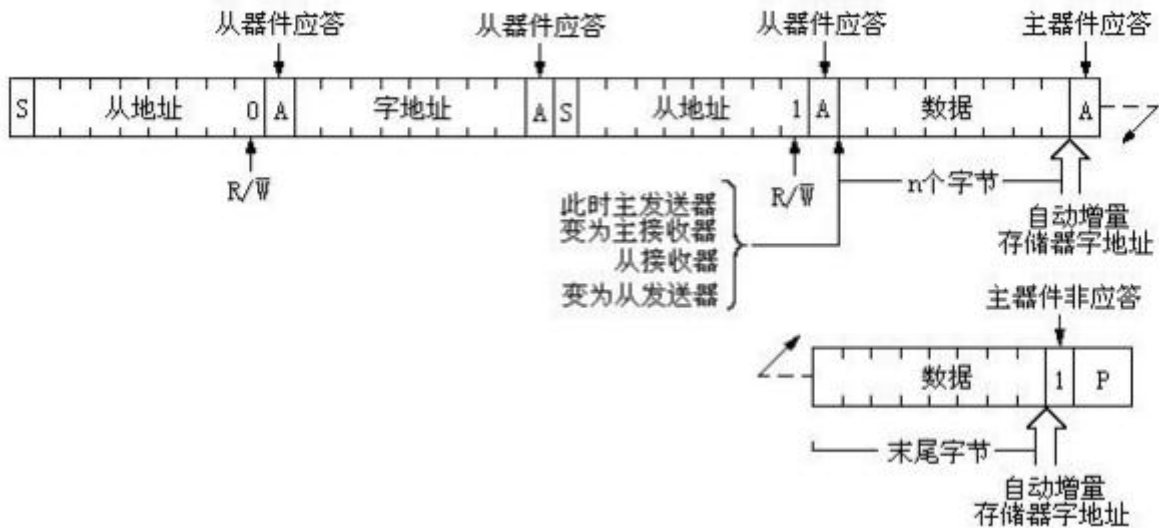 从器件应答 从器件应答 从器件应答 主器件应答
S 从地址 0 A 字地址 A S 从地址 1 A 数据 A
R/W̅ R/W̅ n个字节
此时主发送器
变为主接收器
从接收器
变为从发送器
自动增量
存储器字地址
主器件非应答
数据 1 P
末尾字节
自动增量
存储器字地址